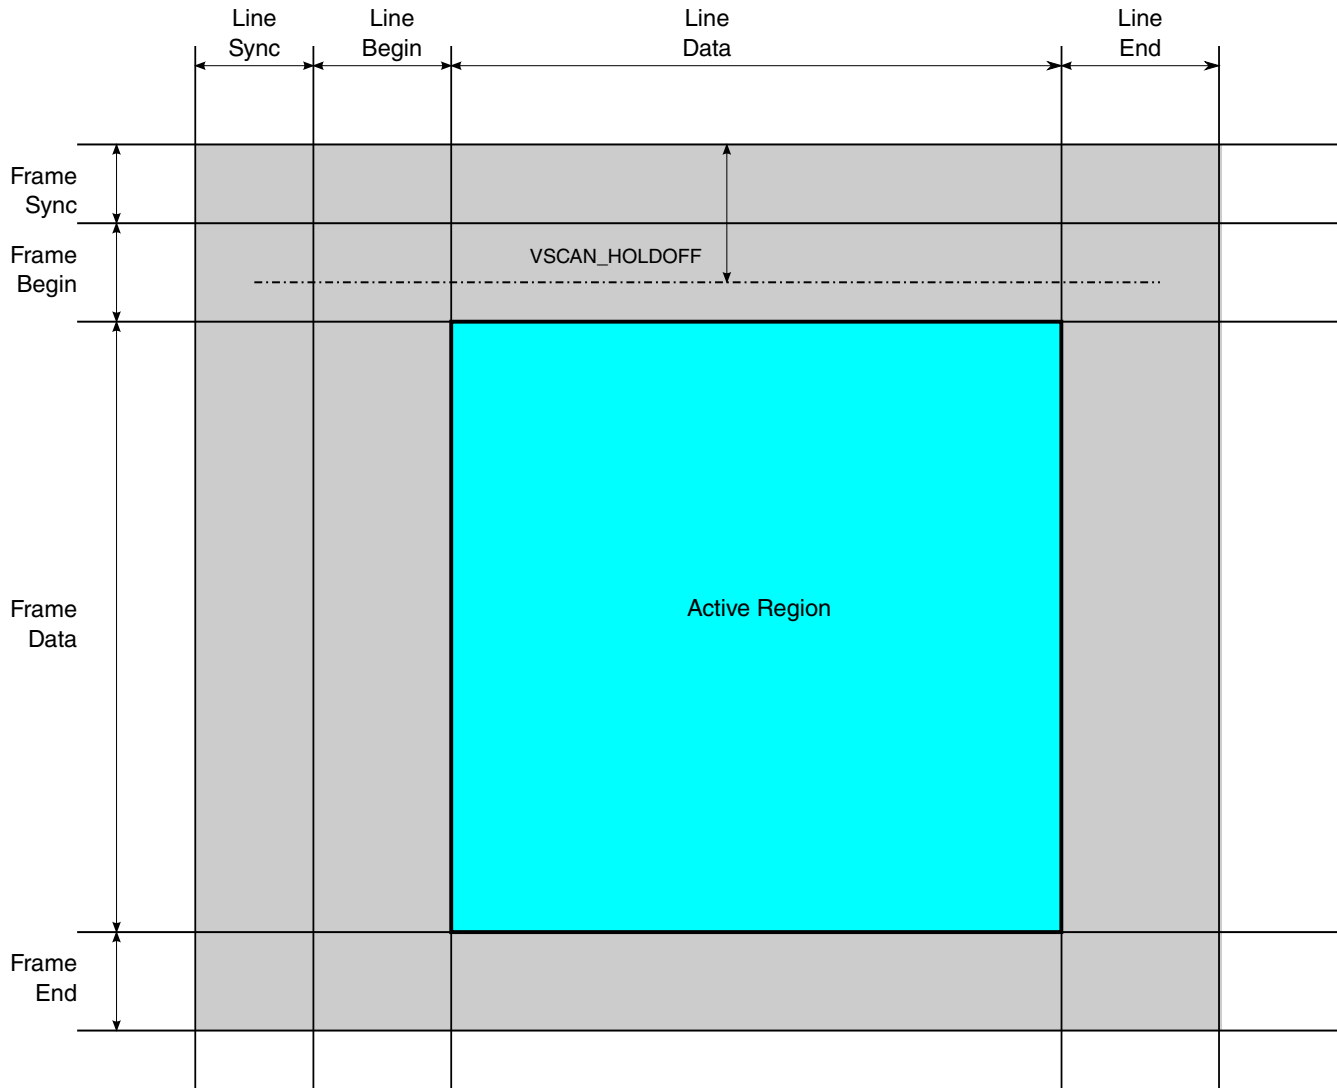 Line
Sync
Line
Begin
Line
Data
Line
End
Frame
Sync
Frame
Begin
VSCAN_HOLDOFF
Frame
Data
Active Region
Frame
End